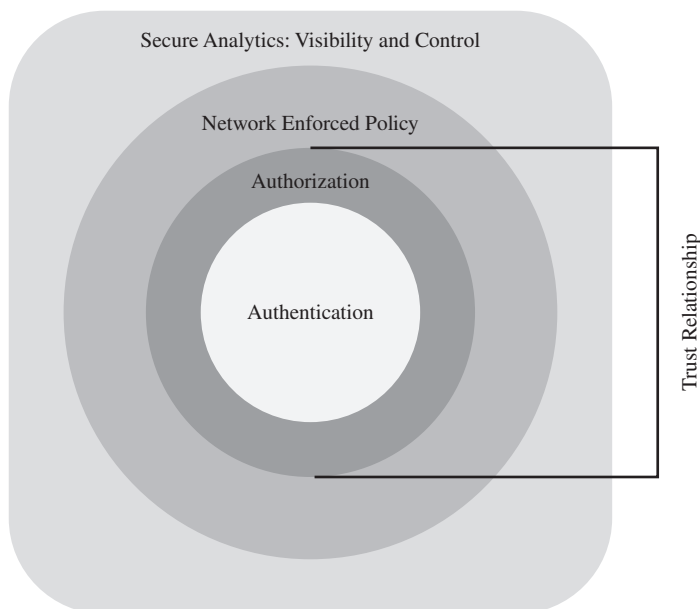 Secure Analytics: Visibility and Control
Network Enforced Policy
Authorization
Authentication
Trust Relationship